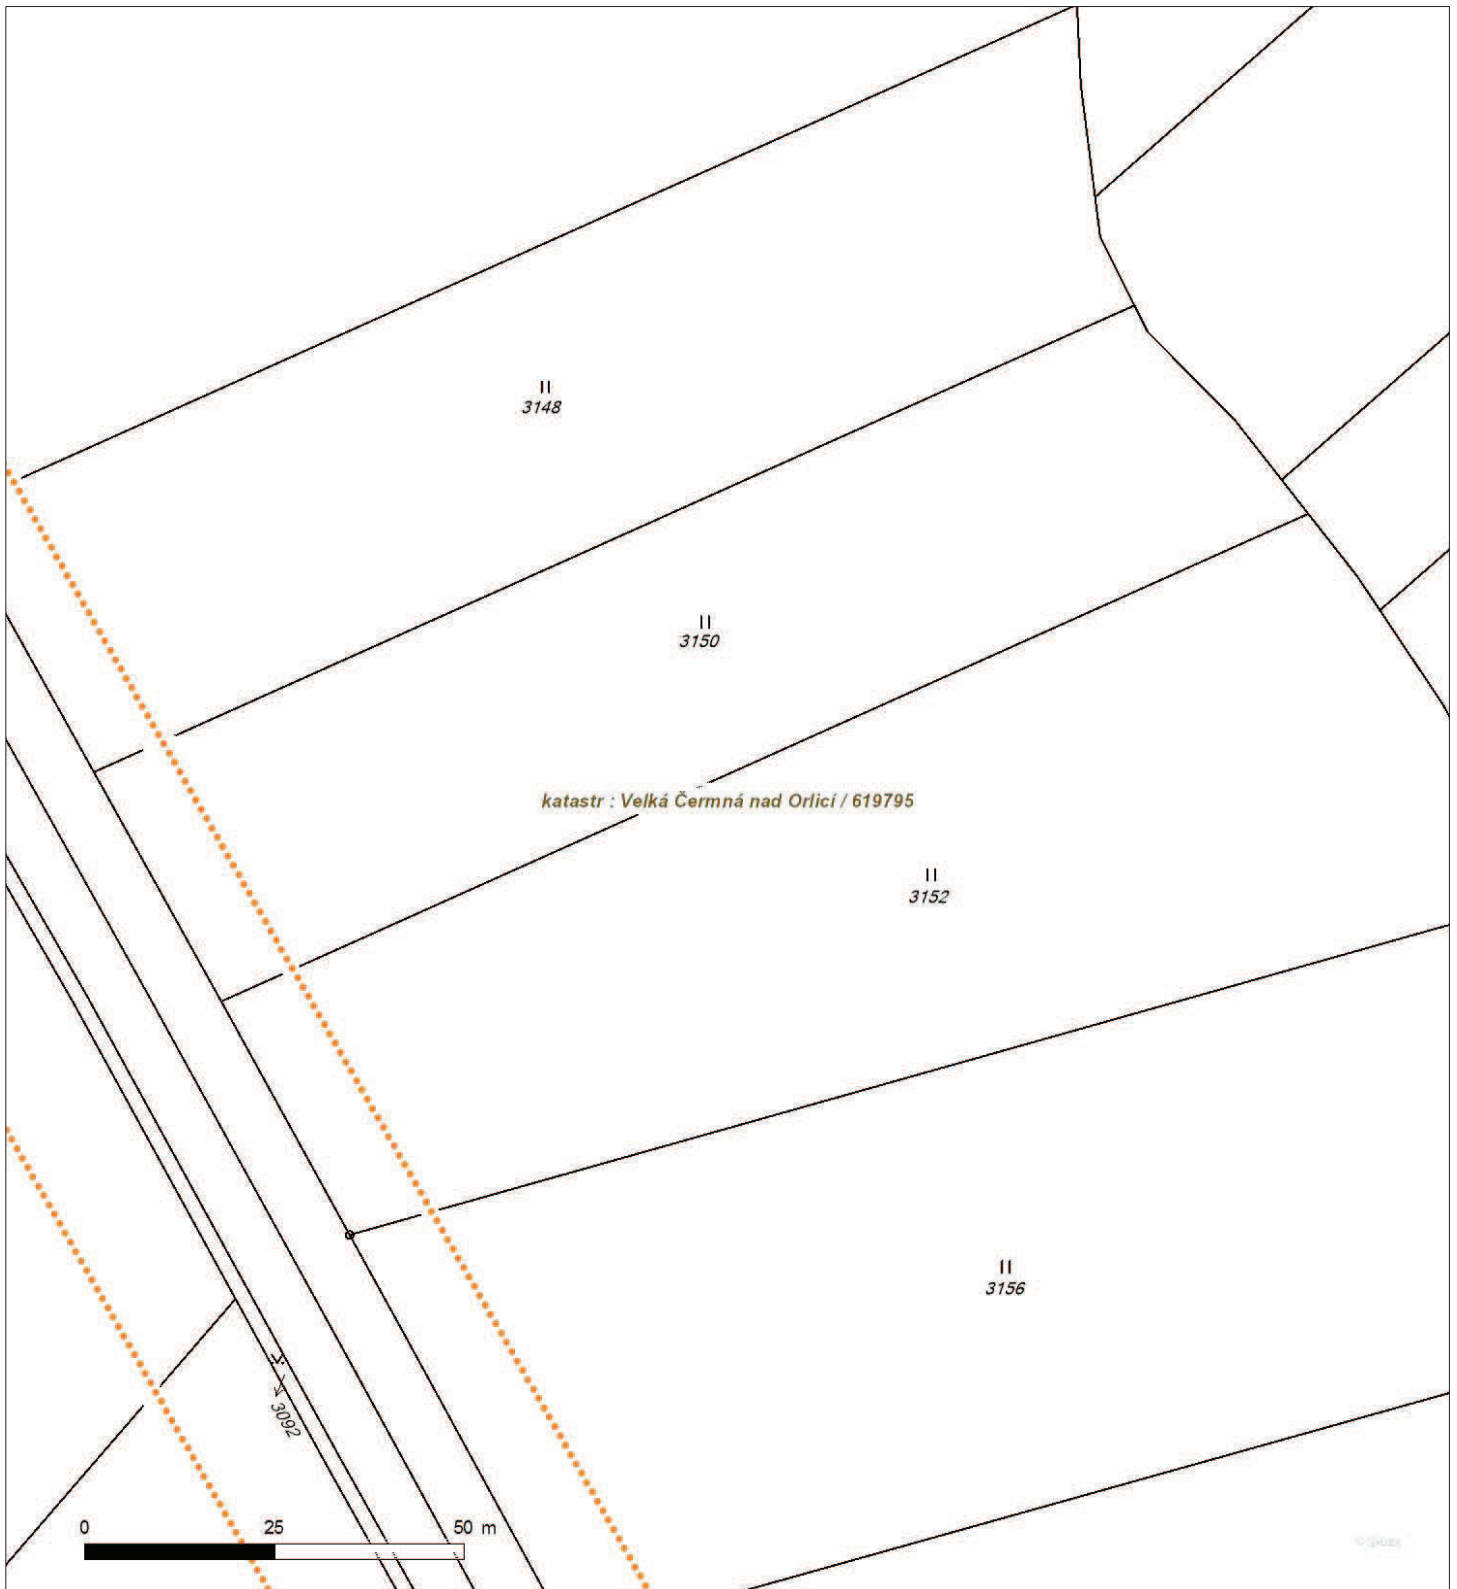 II
3148
II
3150
katastr : Velká Čermná nad Orlicí / 619795
II
3152
II
3156
3092
0 25 50 m